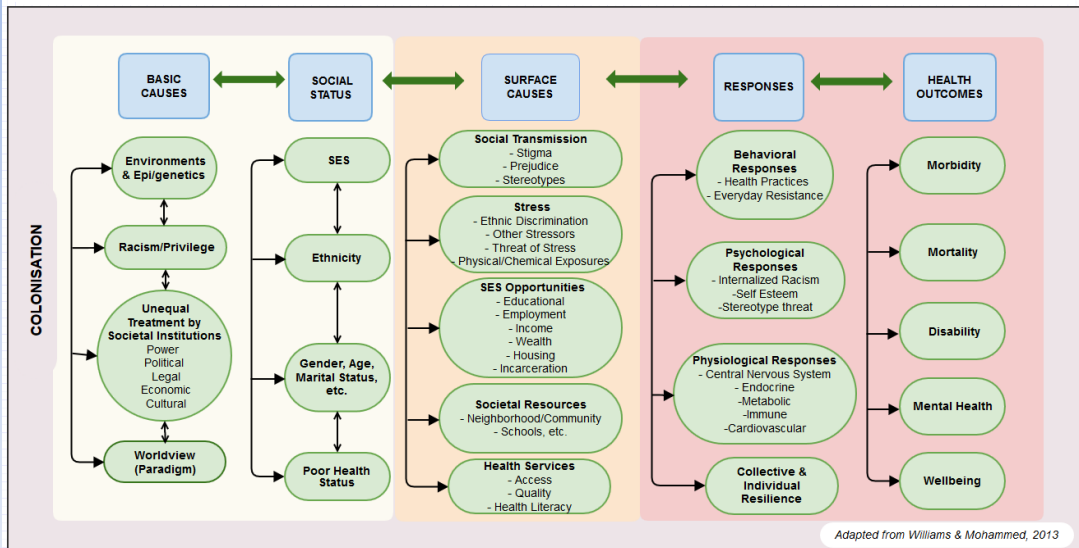 COLONISATION
BASIC
CAUSES
Environments
& Epi/genetics
Racism/Privilege
Unequal
Treatment by
Societal Institutions
Power
Political
Legal
Economic
Cultural
Worldview
(Paradigm)
SOCIAL
STATUS
SES
Ethnicity
Gender, Age,
Marital Status,
etc.
Poor Health
Status
SURFACE
CAUSES
Social Transmission
- Stigma
- Prejudice
- Stereotypes
Stress
- Ethnic Discrimination
- Other Stressors
- Threat of Stress
- Physical/Chemical Exposures
SES Opportunities
- Educational
- Employment
- Income
- Wealth
- Housing
- Incarceration
Societal Resources
- Neighborhood/Community
- Schools, etc.
Health Services
- Access
- Quality
- Health Literacy
RESPONSES
Behavioral
Responses
- Health Practices
- Everyday Resistance
Psychological
Responses
- Internalized Racism
-Self Esteem
-Stereotype threat
Physiological Responses
- Central Nervous System
- Endocrine
-Metabolic
- Immune
- Cardiovascular
Collective &
Individual
Resilience
HEALTH
OUTCOMES
Morbidity
Mortality
Disability
Mental Health
Wellbeing
Adapted from Williams & Mohammed, 2013